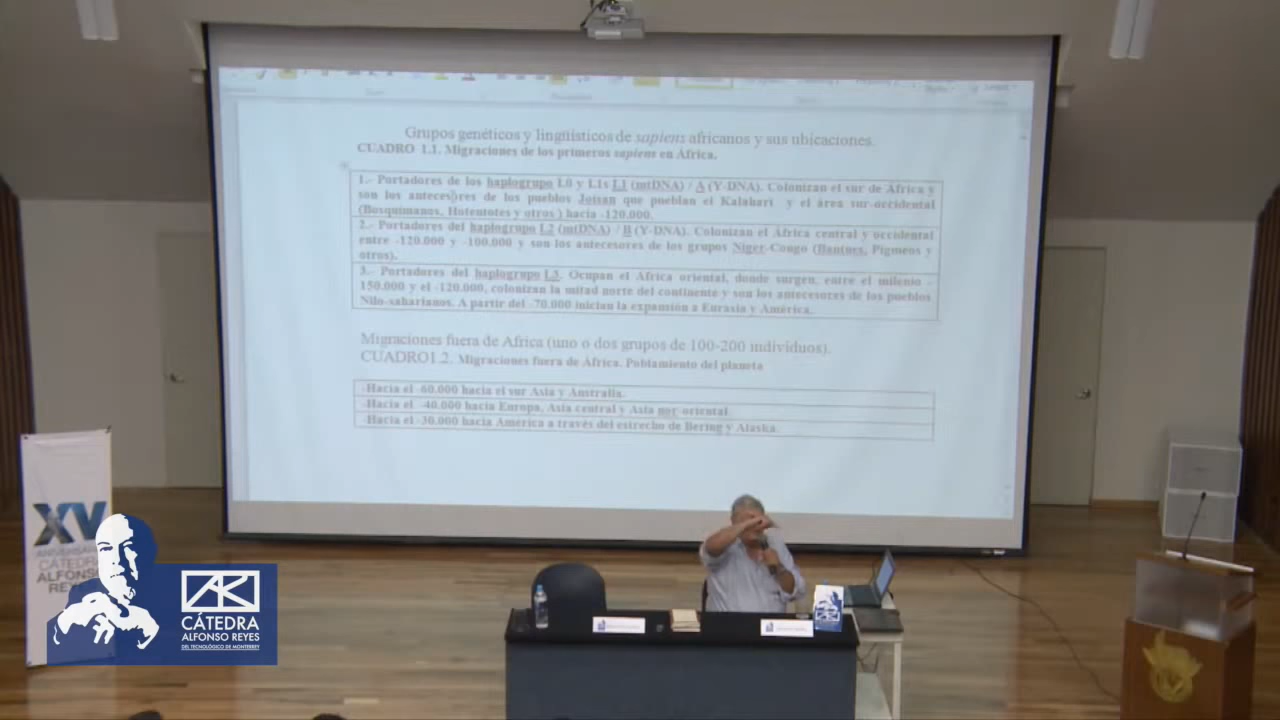 Grupos genéticos y lingüísticos de sapiens africanos y sus ubicaciones.
CUADRO 1.1. Migraciones de los primeros sapiens en África.
1.- Portadores de los haplogrupo L0 y L1s L1 (mtDNA) / A (Y-DNA). Colonizan el sur de África y
son los antecesores de los pueblos Joisan que pueblan el Kalahari y el área sur-occidental
(Bosquimanos, Hotentotes y otros ) hacia -120.000.
2.- Portadores del haplogrupo L2 (mtDNA) / B (Y-DNA). Colonizan el África central y occidental
entre -120.000 y -100.000 y son los antecesores de los grupos Niger-Congo (Bantues, Pigmeos y
otros).
3.- Portadores del haplogrupo L3. Ocupan el Africa oriental, donde surgen, entre el milenio -
150.000 y el -120.000, colonizan la mitad norte del continente y son los antecesores de los pueblos
Nilo-saharianos. A partir del -70.000 inician la expansión a Eurasia y América.
Migraciones fuera de Africa (uno o dos grupos de 100-200 individuos).
CUADRO1.2. Migraciones fuera de África. Poblamiento del planeta
-Hacia el -60.000 hacia el sur Asia y Australia.
-Hacia el -40.000 hacia Europa, Asia central y Asia nor oriental.
-Hacia el -30.000 hacia América a través del estrecho de Bering y Alaska.
XV
ANIVERSARIO
CÁTEDRA
ALFONSO
REYES
CÁTEDRA
ALFONSO REYES
DEL TECNOLÓGICO DE MONTERREY